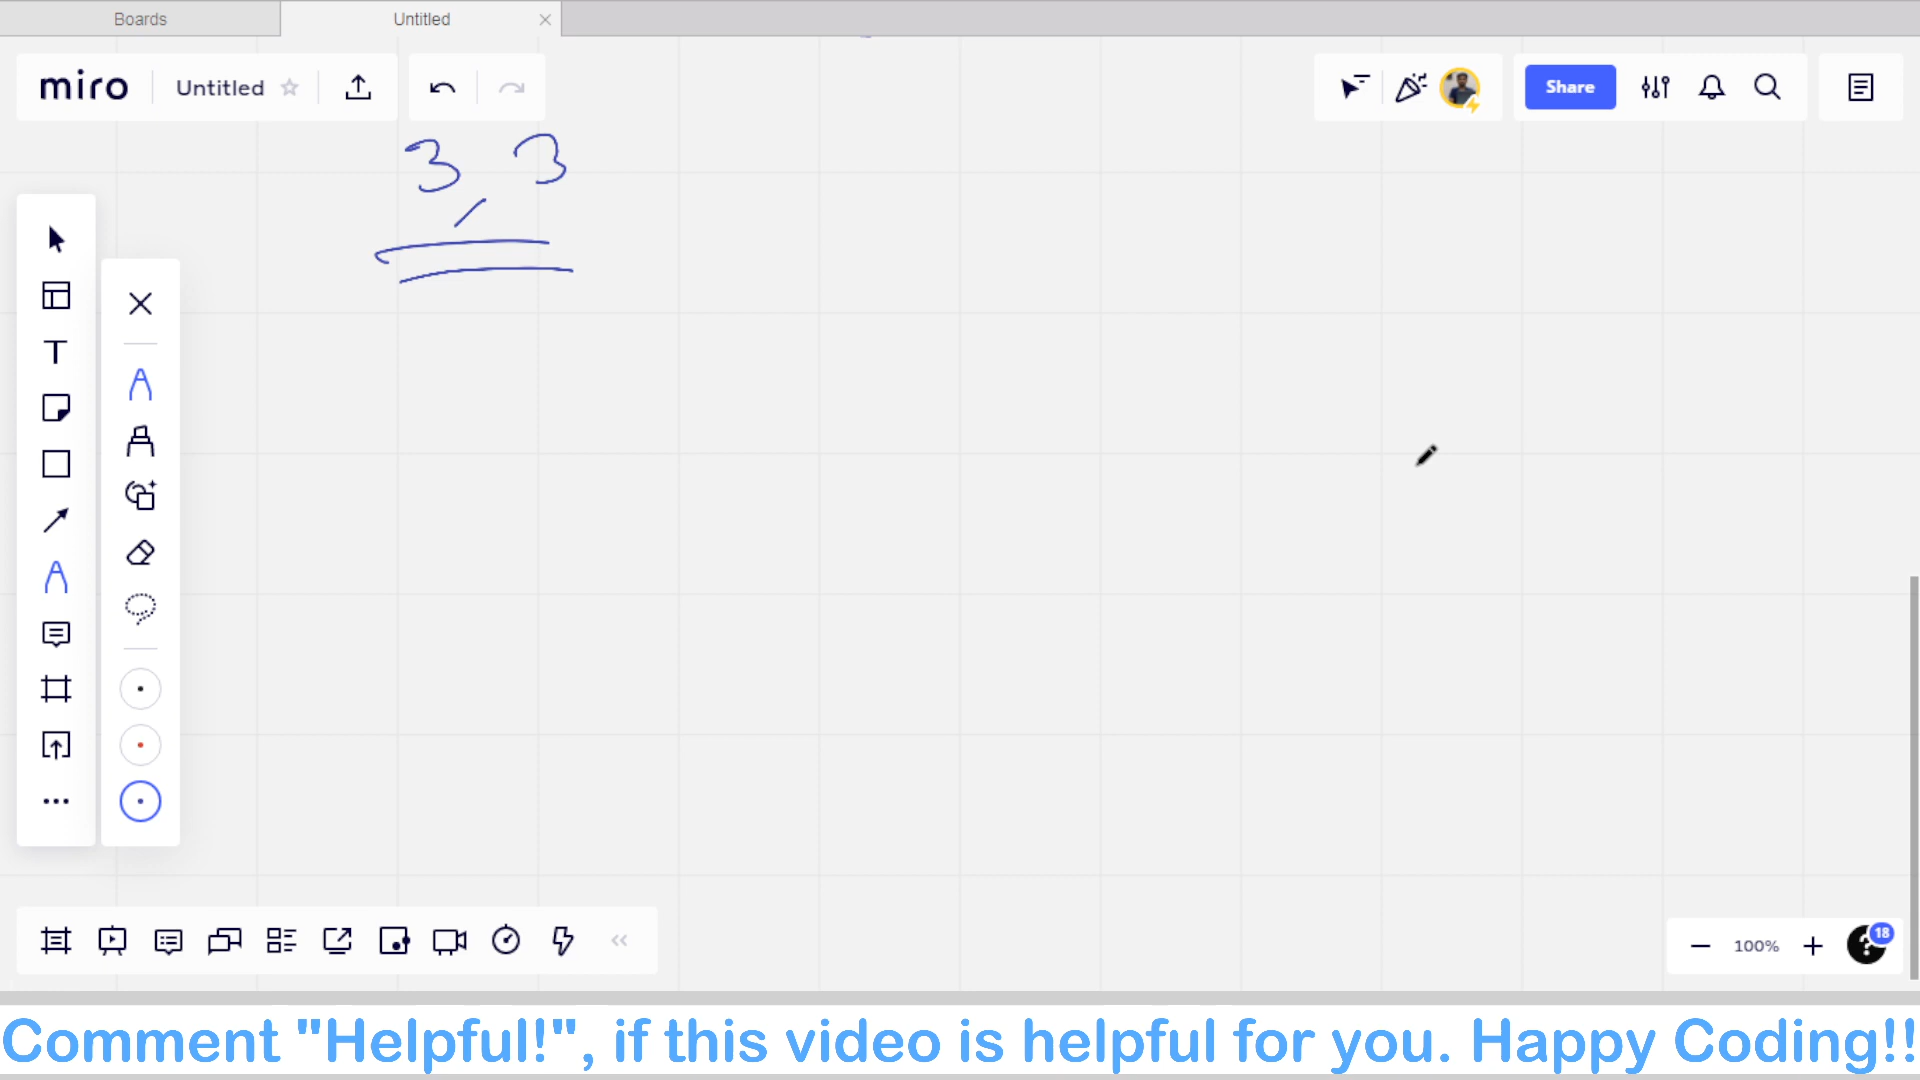 Boards
Untitled
miro
Untitled
Share
3, 3
T
100%
18
?
Comment "Helpful!", if this video is helpful for you. Happy Coding!!